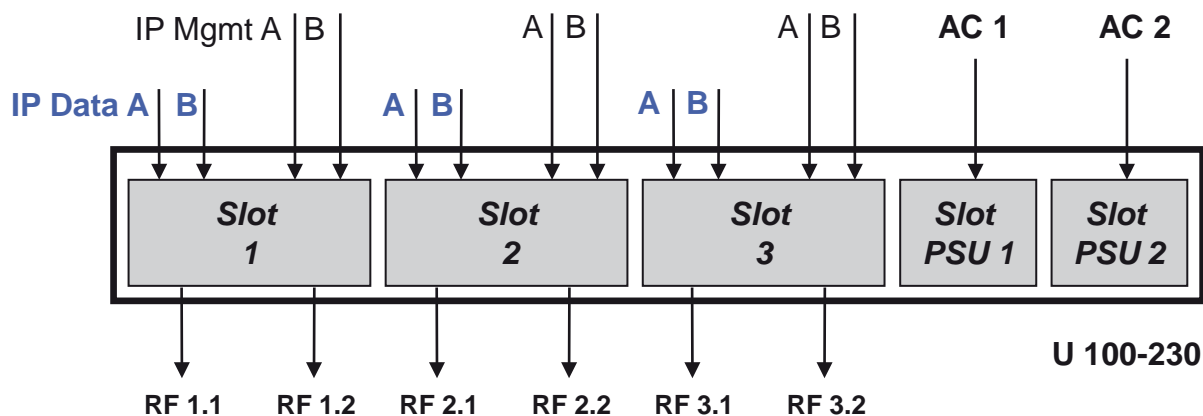 IP Mgmt A B A B A B AC 1 AC 2
IP Data A B A B A B
Slot Slot Slot Slot Slot
1 2 3 PSU 1 PSU 2
U 100-230
RF 1.1 RF 1.2 RF 2.1 RF 2.2 RF 3.1 RF 3.2